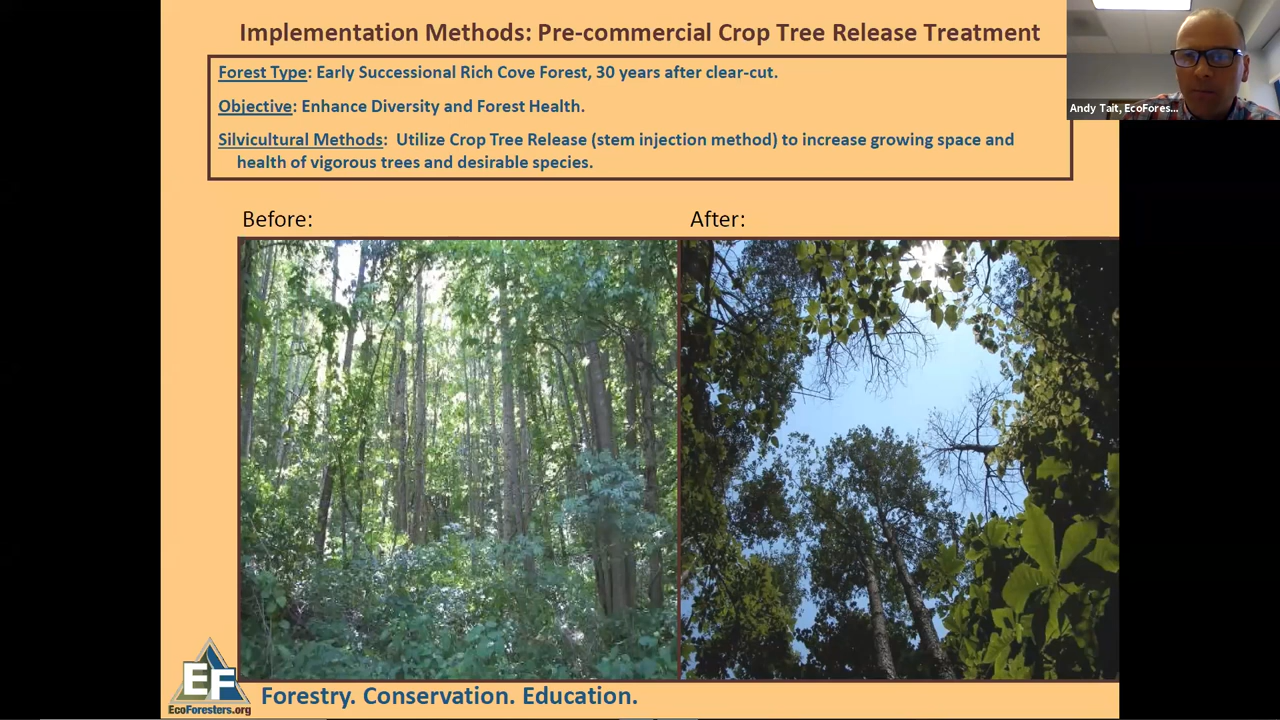 Implementation Methods: Pre-commercial Crop Tree Release Treatment
Forest Type: Early Successional Rich Cove Forest, 30 years after clear-cut.
Objective: Enhance Diversity and Forest Health.
Silvicultural Methods: Utilize Crop Tree Release (stem injection method) to increase growing space and
health of vigorous trees and desirable species.
Andy Tait, EcoFores...
Before:
After:
EF
EcoForesters.org
Forestry. Conservation. Education.